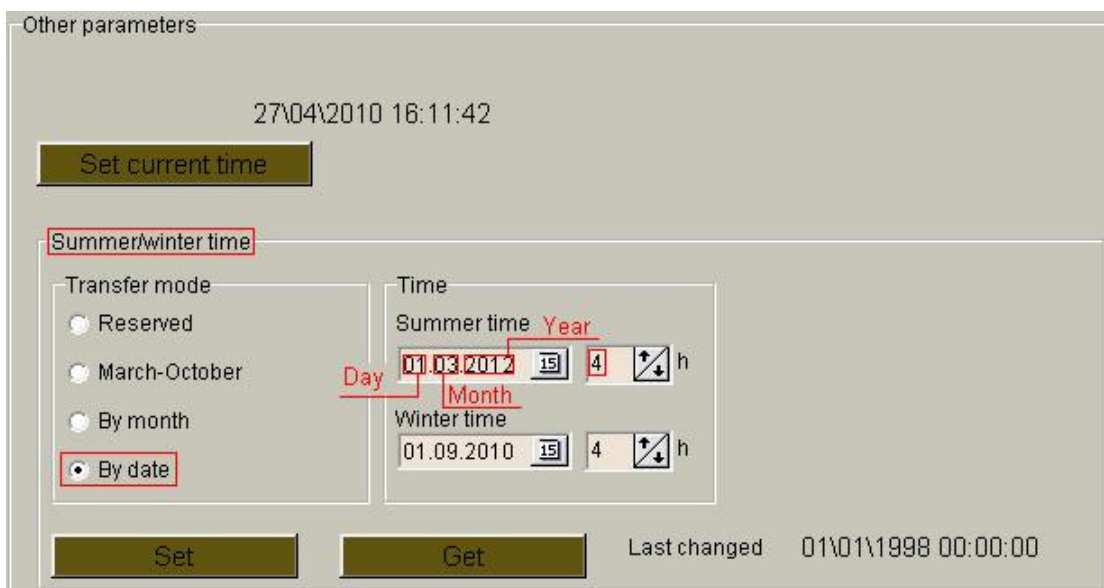 Other parameters
27\04\2010 16:11:42
Set current time
Summer/winter time
Transfer mode
Reserved
March-October
By month
By date
Time
Summer time Year
01.03.2012 15 4 h
Day
Month
Winter time
01.09.2010 15 4 h
Set Get Last changed 01\01\1998 00:00:00